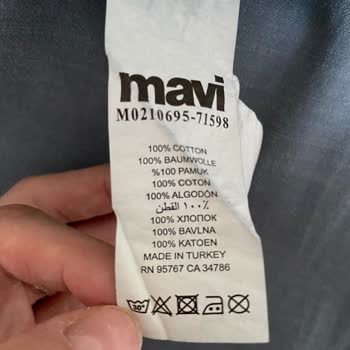 mavi
M0210695-71598
100% COTTON
100% BAUMWOLLE
%100 PAMUK
100% COTON
100% ALGODÓN
١٠٠٪ القطن
100% ХЛОПОК
100% BAVLNA
100% KATOEN
MADE IN TURKEY
RN 95767 CA 34786
30°